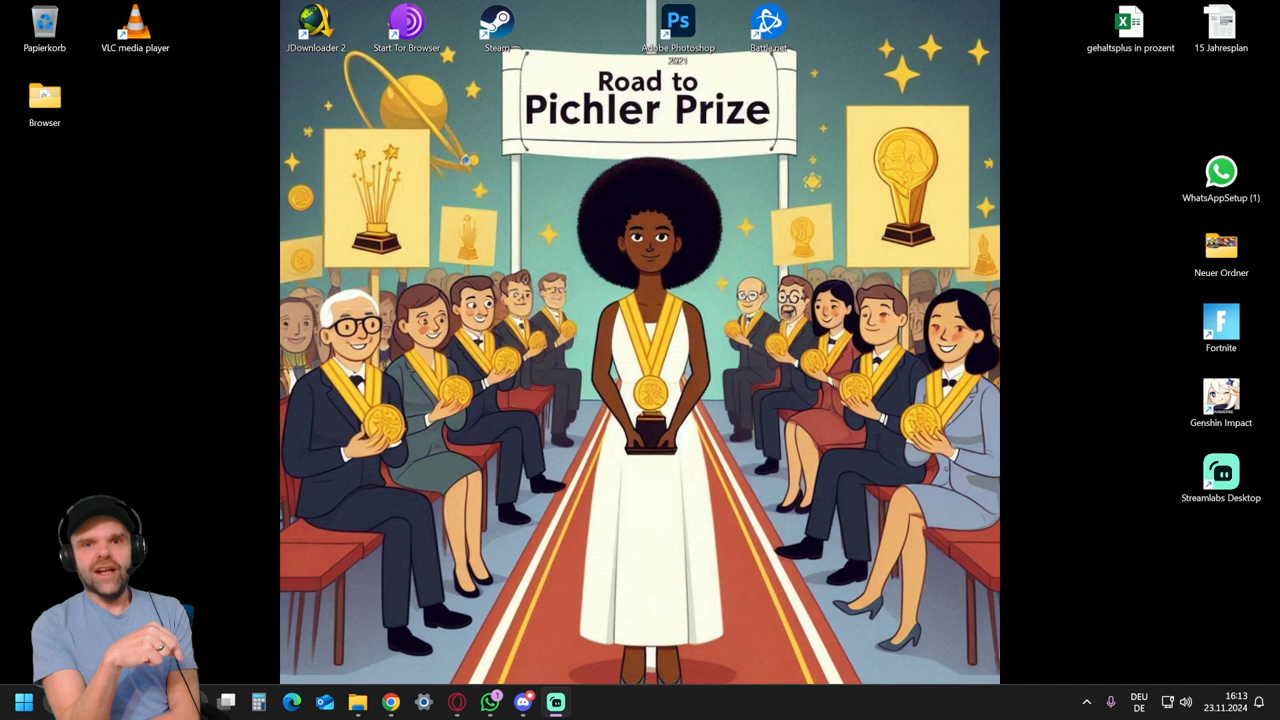 Papierkorb
VLC media player
JDownloader 2
Start Tor Browser
Steam
Adobe Photoshop
2021
Battle.net
gehaltsplus in prozent
15 Jahresplan
Browser
Road to
Pichler Prize
WhatsAppSetup (1)
Neuer Ordner
Fortnite
Genshin Impact
Streamlabs Desktop
DEU
DE
16:13
23.11.2024